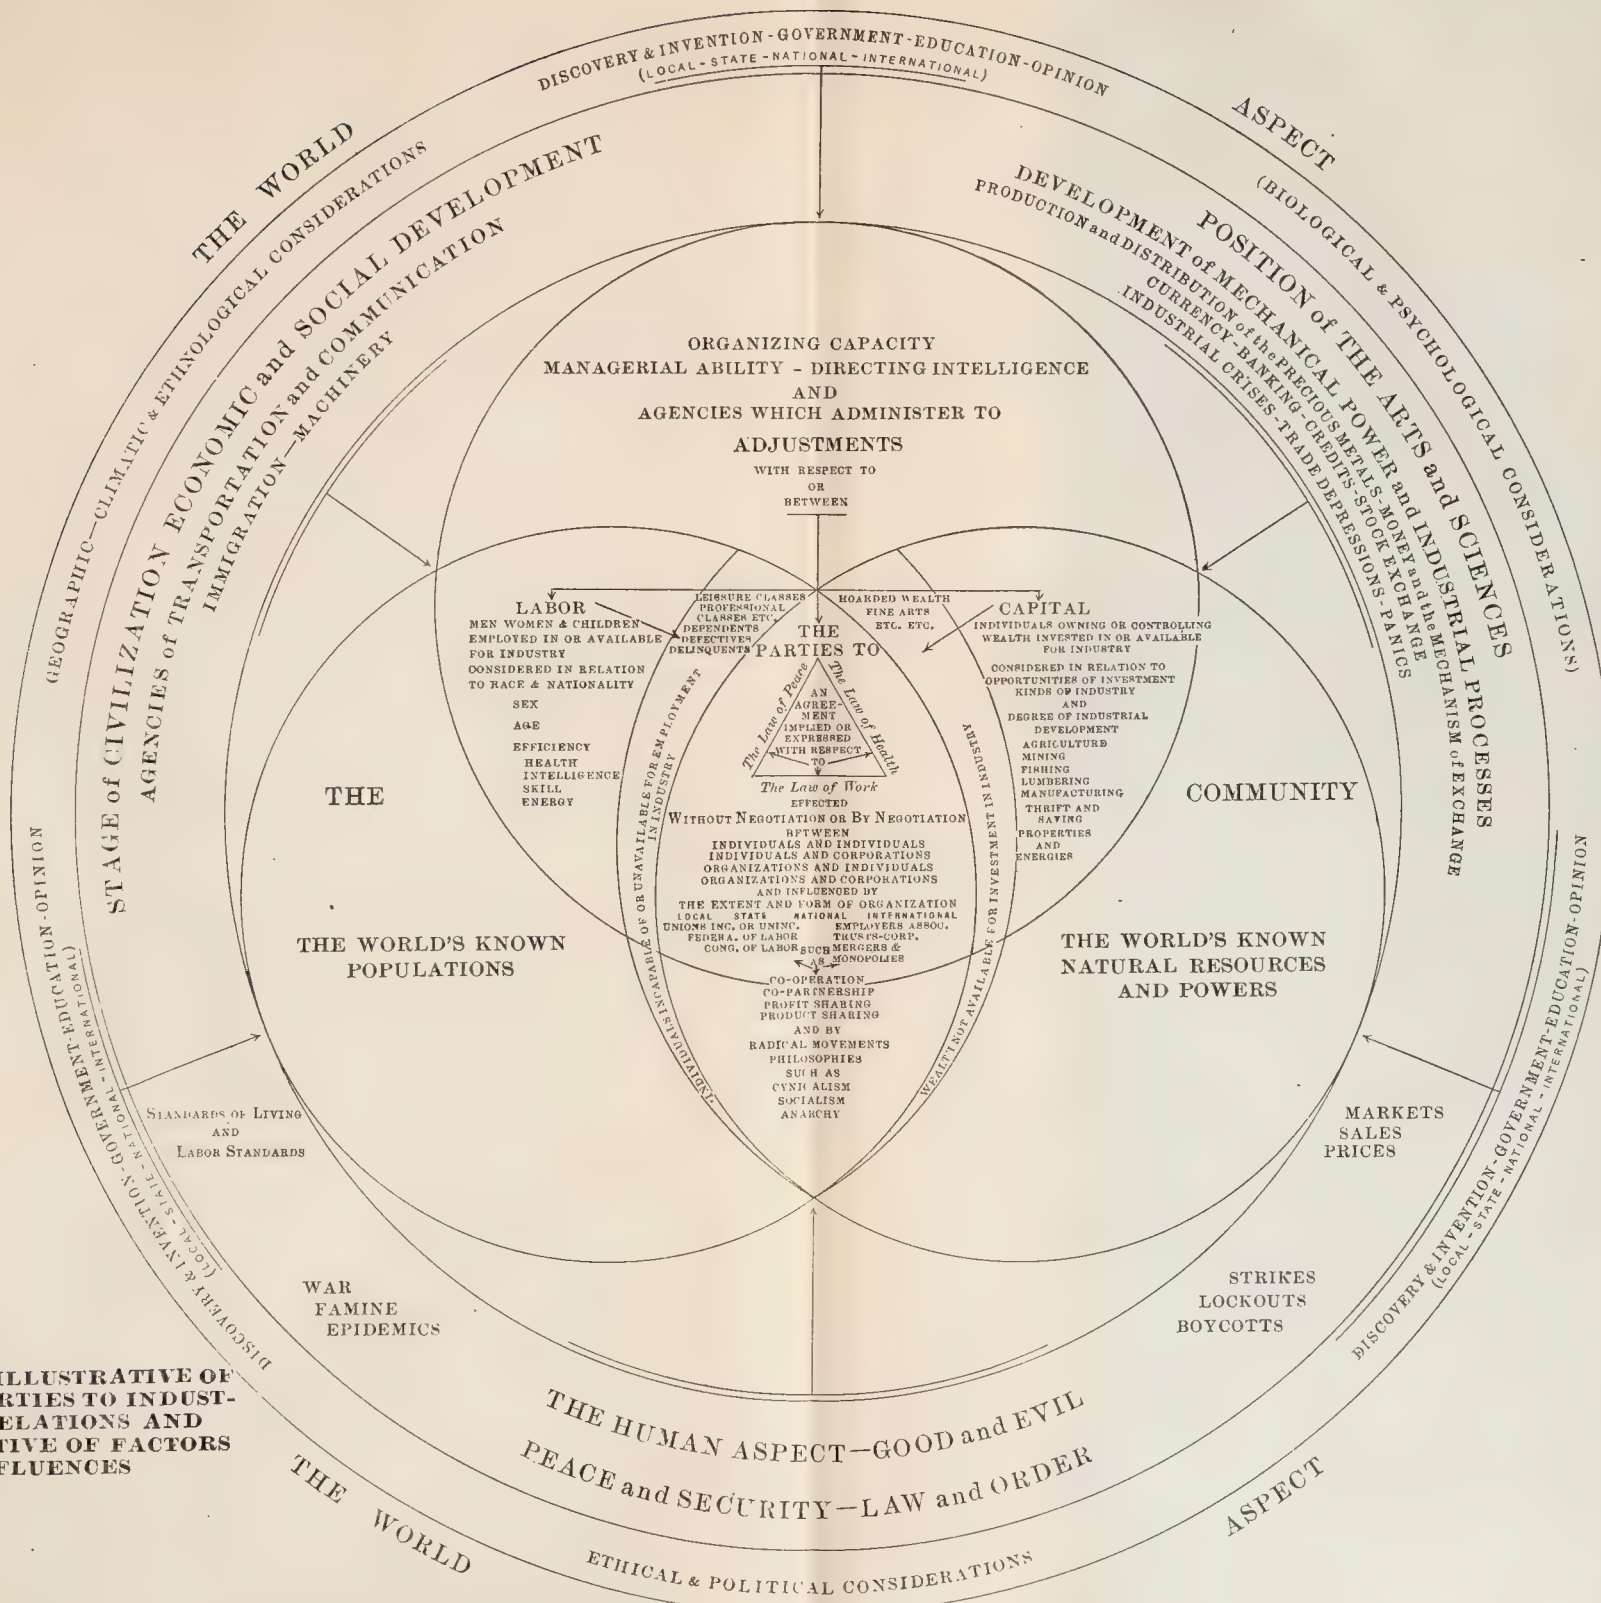 DISCOVERY & INVENTION-GOVERNMENT-EDUCATION-OPINION
(LOCAL-STATE-NATIONAL-INTERNATIONAL)
THE WORLD
ASPECT
GEOGRAPHIC—CLIMATIC & ETHNOLOGICAL CONSIDERATIONS
(BIOLOGICAL & PSYCHOLOGICAL CONSIDERATIONS)
STAGE of CIVILIZATION ECONOMIC and SOCIAL DEVELOPMENT
AGENCIES of TRANSPORTATION and COMMUNICATION
IMMIGRATION—MACHINERY
POSITION of THE ARTS and SCIENCES
DEVELOPMENT of MECHANICAL POWER and INDUSTRIAL PROCESSES
PRODUCTION and DISTRIBUTION of the PRECIOUS METALS-MONEY and the MECHANISM of EXCHANGE
CURRENCY-BANKING-CREDITS-STOCK EXCHANGE
INDUSTRIAL CRISES-TRADE DEPRESSIONS-PANICS
ORGANIZING CAPACITY
MANAGERIAL ABILITY - DIRECTING INTELLIGENCE
AND
AGENCIES WHICH ADMINISTER TO
ADJUSTMENTS
WITH RESPECT TO
OR
BETWEEN
LABOR
MEN WOMEN & CHILDREN
EMPLOYED IN OR AVAILABLE
FOR INDUSTRY
CONSIDERED IN RELATION
TO RACE & NATIONALITY
SEX
AGE
EFFICIENCY
HEALTH
INTELLIGENCE
SKILL
ENERGY
LEISSURE CLASSES
PROFESSIONAL
CLASSES ETC.
DEPENDENTS
DEFECTIVES
DELINQUENTS
HOARDED WEALTH
FINE ARTS
ETC. ETC.
CAPITAL
INDIVIDUALS OWNING OR CONTROLLING
WEALTH INVESTED IN OR AVAILABLE
FOR INDUSTRY
CONSIDERED IN RELATION TO
OPPORTUNITIES OF INVESTMENT
KINDS OF INDUSTRY
AND
DEGREE OF INDUSTRIAL
DEVELOPMENT
AGRICULTURE
MINING
FISHING
LUMBERING
MANUFACTURING
THRIFT AND
SAVING
PROPERTIES
AND
ENERGIES
THE
PARTIES TO
The Law of Peace
The Law of Health
AN
AGREE-
MENT
IMPLIED OR
EXPRESSED
WITH RESPECT
TO
The Law of Work
EFFECTED
WITHOUT NEGOTIATION OR BY NEGOTIATION
BETWEEN
INDIVIDUALS AND INDIVIDUALS
INDIVIDUALS AND CORPORATIONS
ORGANIZATIONS AND INDIVIDUALS
ORGANIZATIONS AND CORPORATIONS
AND INFLUENCED BY
THE EXTENT AND FORM OF ORGANIZATION
LOCAL STATE NATIONAL INTERNATIONAL
UNIONS INC. OR UNINC. EMPLOYERS ASSOC.
FEDERA. OF LABOR TRUSTS-CORP.
CONG. OF LABOR SUCH MERGERS &
AS MONOPOLIES
CO-OPERATION
CO-PARTNERSHIP
PROFIT SHARING
PRODUCT SHARING
AND BY
RADICAL MOVEMENTS
PHILOSOPHIES
SUCH AS
CYNICALISM
SOCIALISM
ANARCHY
INDIVIDUALS INCAPABLE OF OR UNAVAILABLE FOR EMPLOYMENT
IN INDUSTRY
WEALTH NOT AVAILABLE FOR INVESTMENT IN INDUSTRY
THE
COMMUNITY
THE WORLD'S KNOWN
POPULATIONS
THE WORLD'S KNOWN
NATURAL RESOURCES
AND POWERS
DISCOVERY & INVENTION-GOVERNMENT-EDUCATION-OPINION
(LOCAL-STATE-NATIONAL-INTERNATIONAL)
DISCOVERY & INVENTION-GOVERNMENT-EDUCATION-OPINION
(LOCAL-STATE-NATIONAL-INTERNATIONAL)
STANDARDS OF LIVING
AND
LABOR STANDARDS
MARKETS
SALES
PRICES
WAR
FAMINE
EPIDEMICS
STRIKES
LOCKOUTS
BOYCOTTS
THE HUMAN ASPECT—GOOD and EVIL
PEACE and SECURITY—LAW and ORDER
ETHICAL & POLITICAL CONSIDERATIONS
THE WORLD
ASPECT
ILLUSTRATIVE OF
RTIES TO INDUST-
ELATIONS AND
TIVE OF FACTORS
FLUENCES